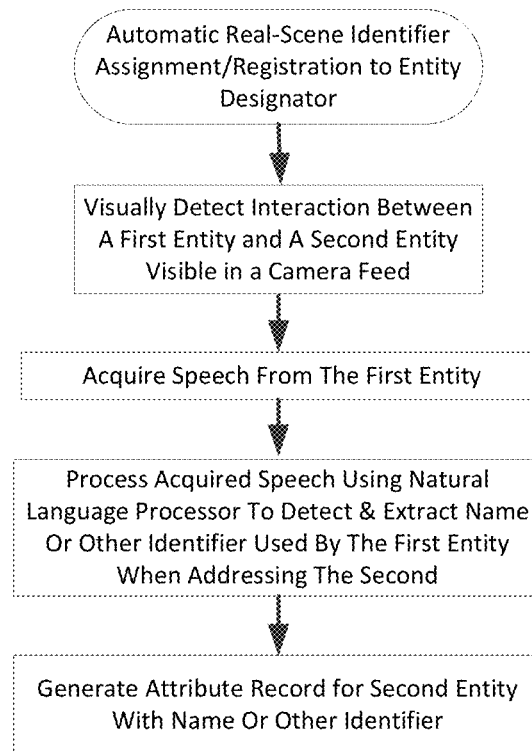 Automatic Real-Scene Identifier
Assignment/Registration to Entity
Designator
Visually Detect Interaction Between
A First Entity and A Second Entity
Visible in a Camera Feed
Acquire Speech From The First Entity
Process Acquired Speech Using Natural
Language Processor To Detect & Extract Name
Or Other Identifier Used By The First Entity
When Addressing The Second
Generate Attribute Record for Second Entity
With Name Or Other Identifier